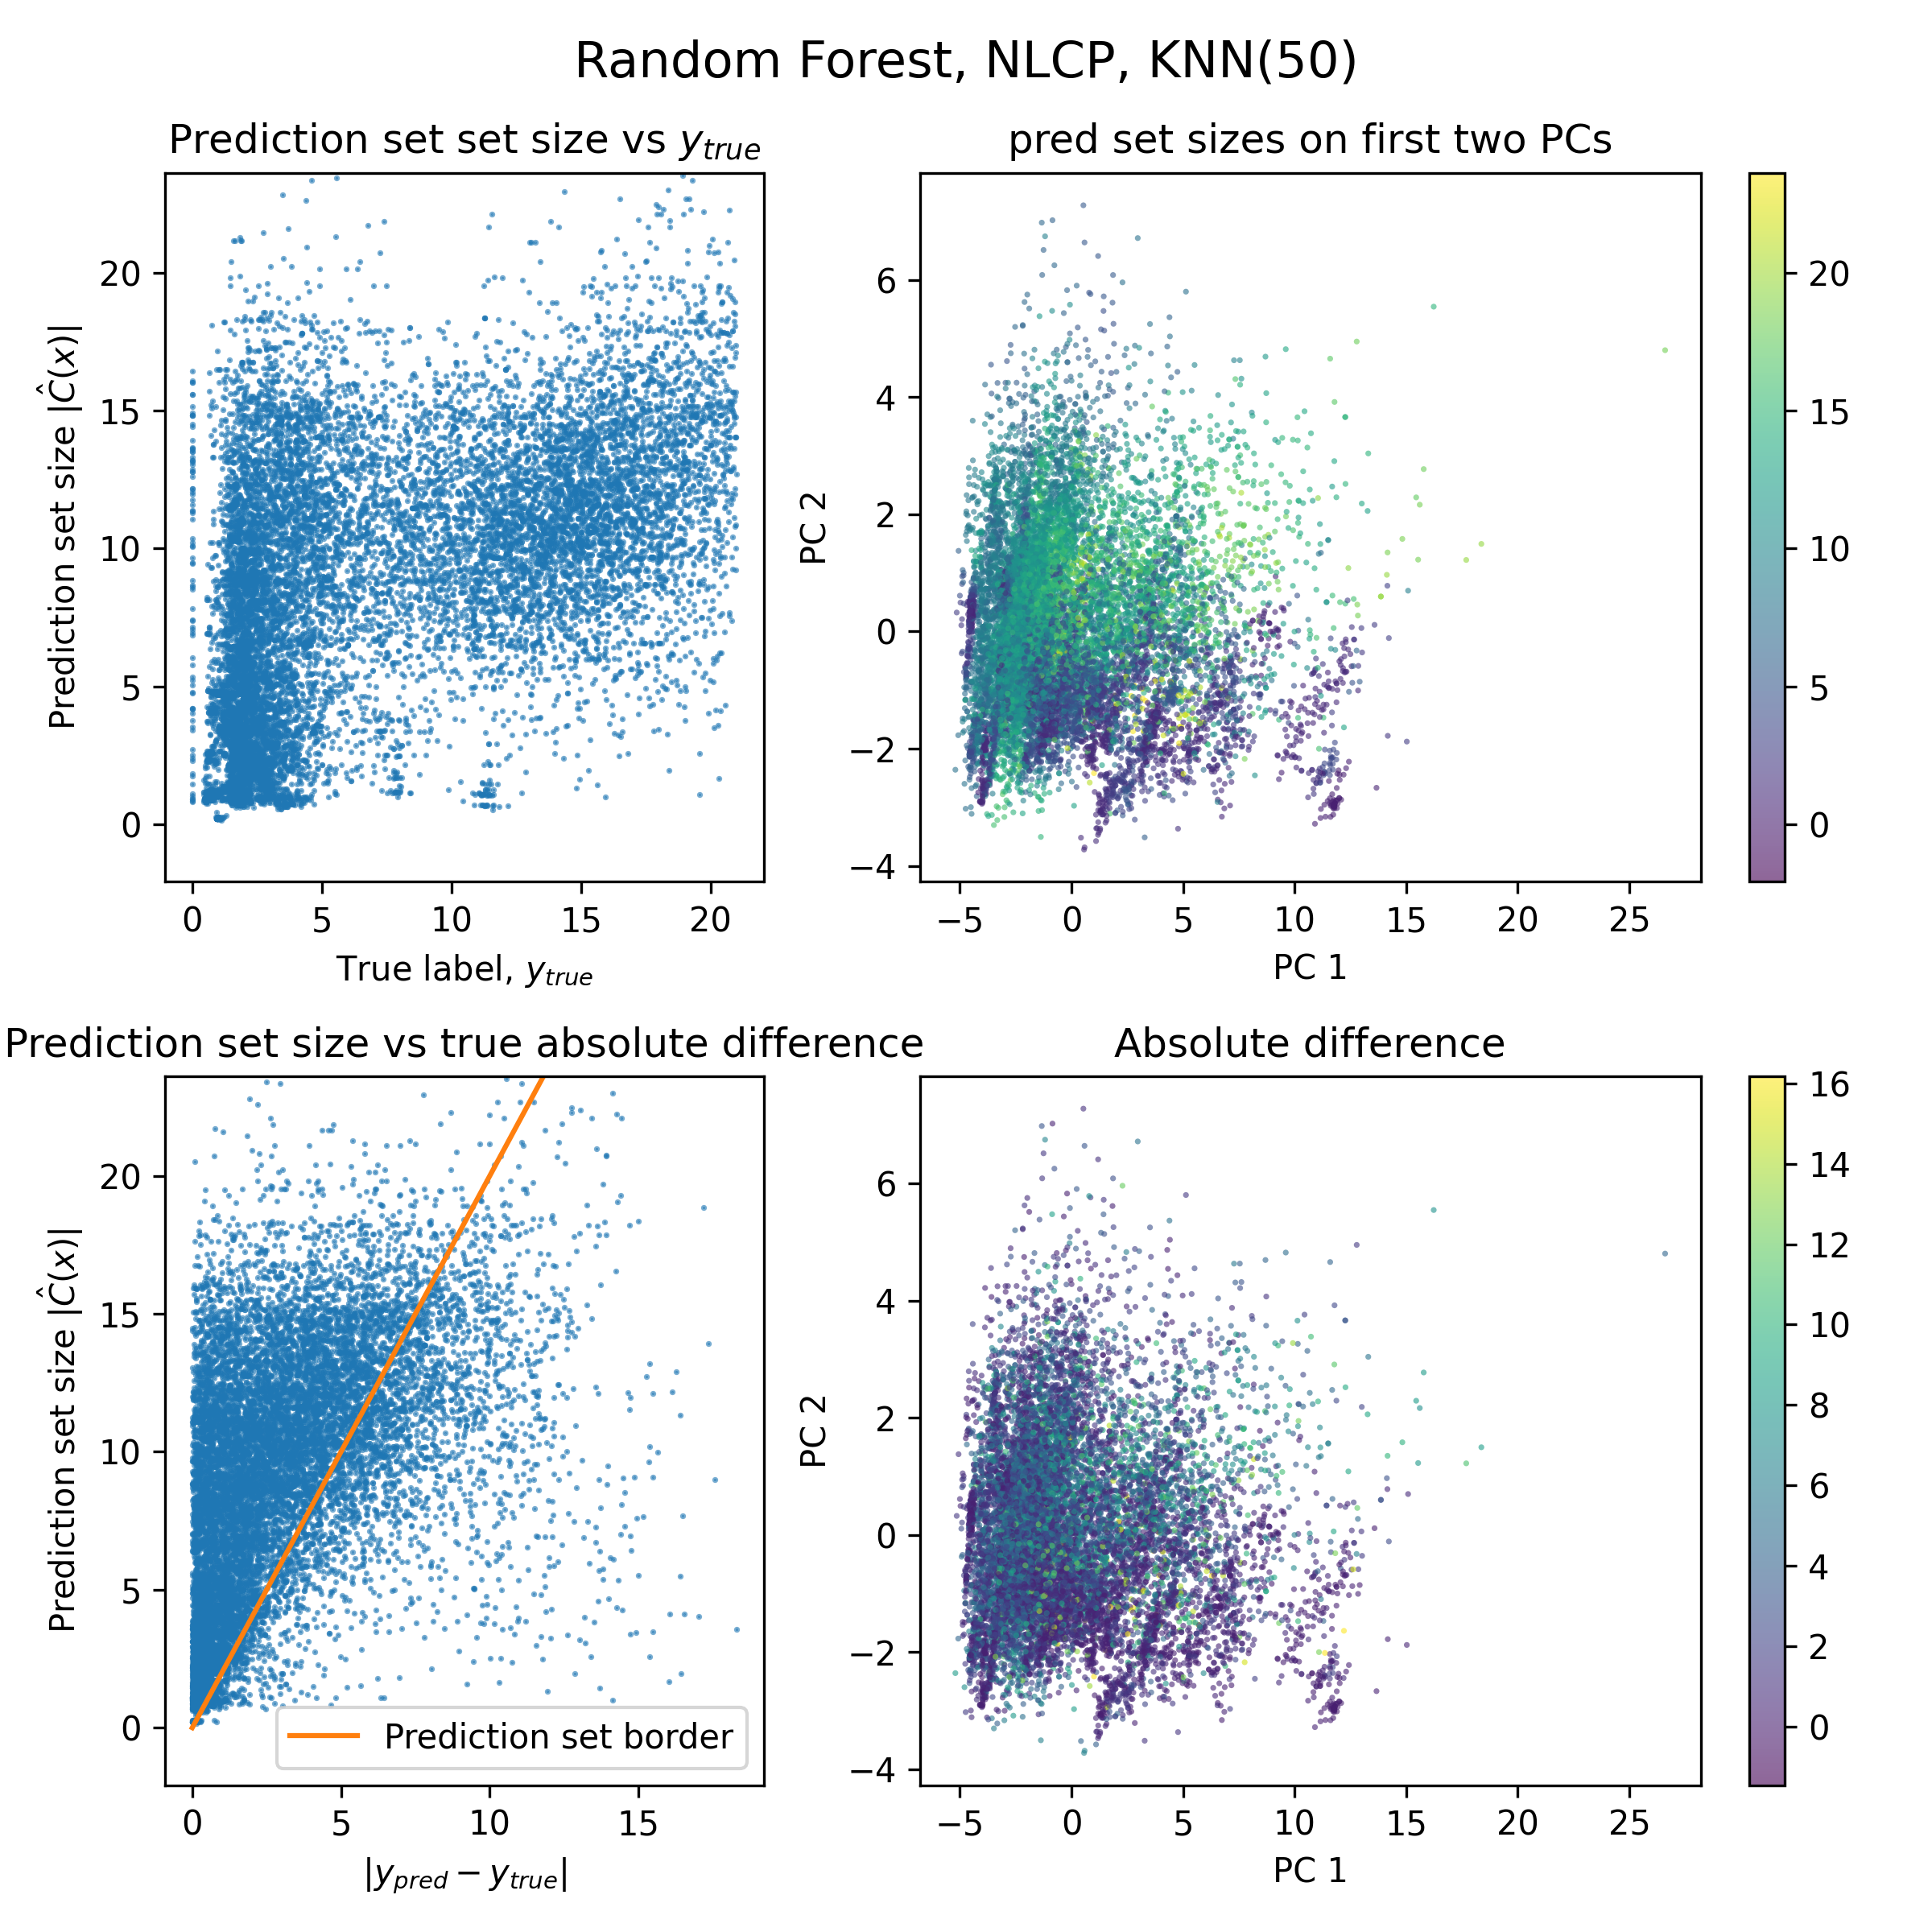 Random Forest, NLCP, KNN(50)
Prediction set set size vs y_true
pred set sizes on first two PCs
Prediction set size |Ĉ(x)|
20
15
10
5
0
0 5 10 15 20
True label, y_true
PC 2
6
4
2
0
−2
−4
−5 0 5 10 15 20 25
PC 1
20
15
10
5
0
Prediction set size vs true absolute difference
Absolute difference
Prediction set size |Ĉ(x)|
20
15
10
5
0
Prediction set border
0 5 10 15
|y_pred − y_true|
PC 2
6
4
2
0
−2
−4
−5 0 5 10 15 20 25
PC 1
16
14
12
10
8
6
4
2
0